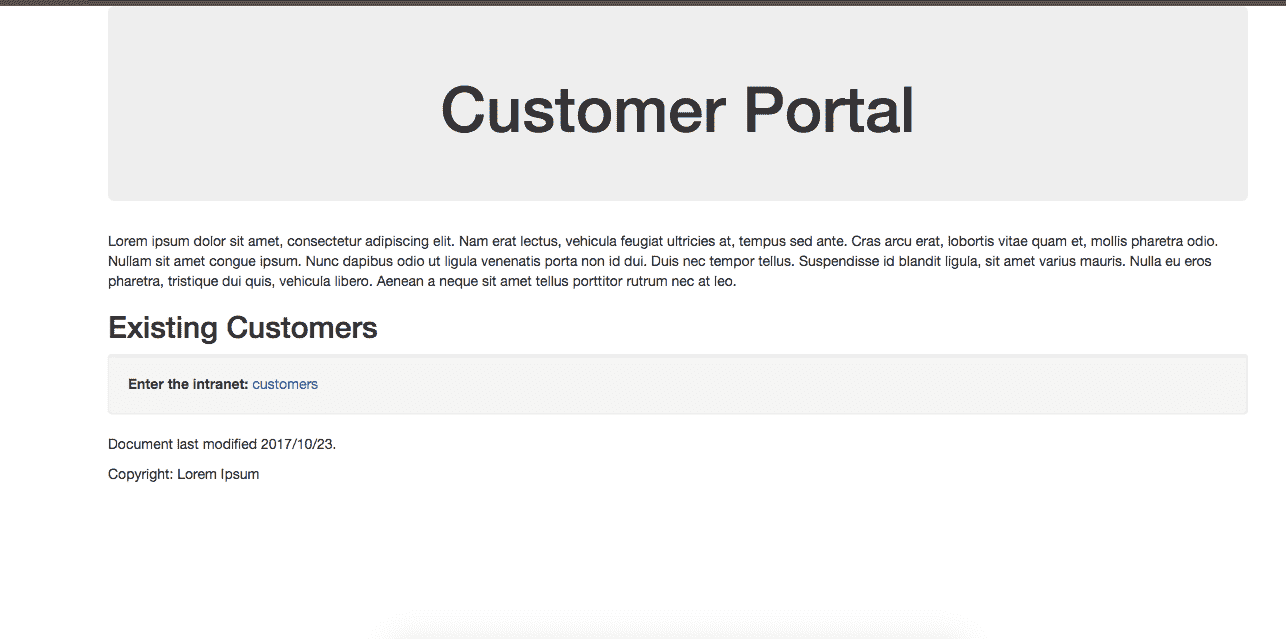 Customer Portal
Lorem ipsum dolor sit amet, consectetur adipiscing elit. Nam erat lectus, vehicula feugiat ultricies at, tempus sed ante. Cras arcu erat, lobortis vitae quam et, mollis pharetra odio.
Nullam sit amet congue ipsum. Nunc dapibus odio ut ligula venenatis porta non id dui. Duis nec tempor tellus. Suspendisse id blandit ligula, sit amet varius mauris. Nulla eu eros
pharetra, tristique dui quis, vehicula libero. Aenean a neque sit amet tellus porttitor rutrum nec at leo.
Existing Customers
Enter the intranet: customers
Document last modified 2017/10/23.
Copyright: Lorem Ipsum